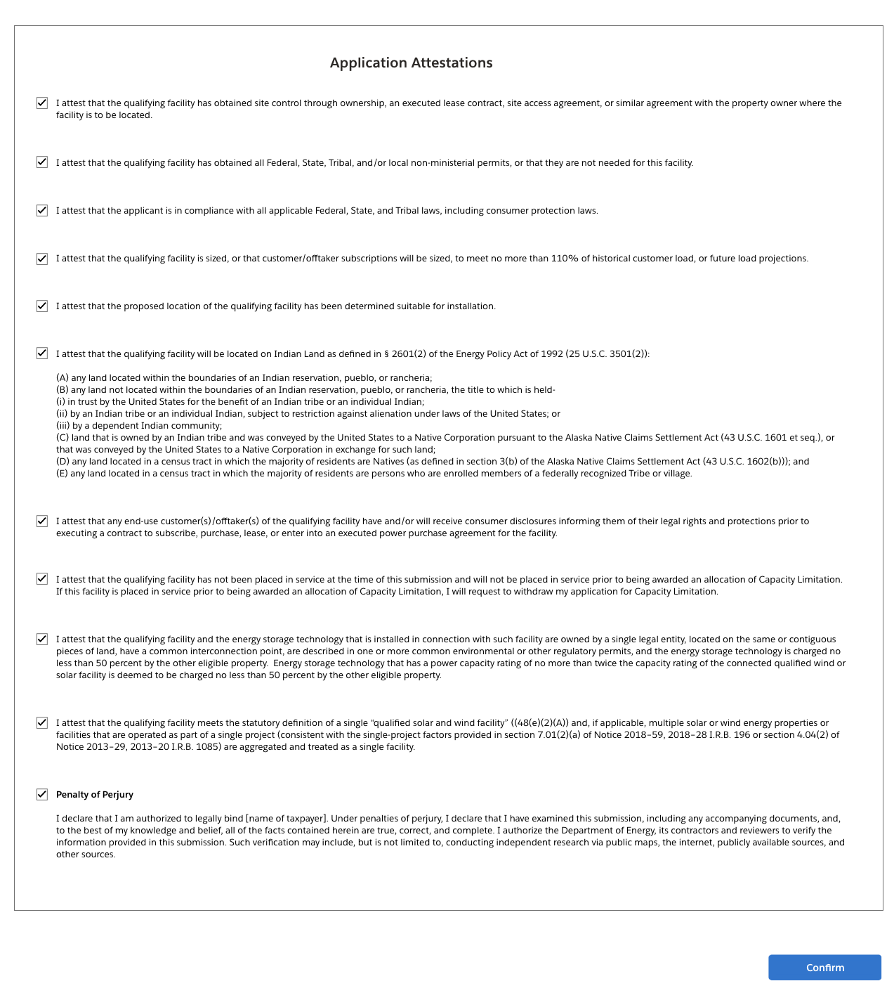 Application Attestations
I attest that the qualifying facility has obtained site control through ownership, an executed lease contract, site access agreement, or similar agreement with the property owner where the
facility is to be located.
I attest that the qualifying facility has obtained all Federal, State, Tribal, and/or local non-ministerial permits, or that they are not needed for this facility.
I attest that the applicant is in compliance with all applicable Federal, State, and Tribal laws, including consumer protection laws.
I attest that the qualifying facility is sized, or that customer/offtaker subscriptions will be sized, to meet no more than 110% of historical customer load, or future load projections.
I attest that the proposed location of the qualifying facility has been determined suitable for installation.
I attest that the qualifying facility will be located on Indian Land as defined in § 2601(2) of the Energy Policy Act of 1992 (25 U.S.C. 3501(2)):
(A) any land located within the boundaries of an Indian reservation, pueblo, or rancheria;
(B) any land not located within the boundaries of an Indian reservation, pueblo, or rancheria, the title to which is held-
(i) in trust by the United States for the benefit of an Indian tribe or an individual Indian;
(ii) by an Indian tribe or an individual Indian, subject to restriction against alienation under laws of the United States; or
(iii) by a dependent Indian community;
(C) land that is owned by an Indian tribe and was conveyed by the United States to a Native Corporation pursuant to the Alaska Native Claims Settlement Act (43 U.S.C. 1601 et seq.), or
that was conveyed by the United States to a Native Corporation in exchange for such land;
(D) any land located in a census tract in which the majority of residents are Natives (as defined in section 3(b) of the Alaska Native Claims Settlement Act (43 U.S.C. 1602(b))); and
(E) any land located in a census tract in which the majority of residents are persons who are enrolled members of a federally recognized Tribe or village.
I attest that any end-use customer(s)/offtaker(s) of the qualifying facility have and/or will receive consumer disclosures informing them of their legal rights and protections prior to
executing a contract to subscribe, purchase, lease, or enter into an executed power purchase agreement for the facility.
I attest that the qualifying facility has not been placed in service at the time of this submission and will not be placed in service prior to being awarded an allocation of Capacity Limitation.
If this facility is placed in service prior to being awarded an allocation of Capacity Limitation, I will request to withdraw my application for Capacity Limitation.
I attest that the qualifying facility and the energy storage technology that is installed in connection with such facility are owned by a single legal entity, located on the same or contiguous
pieces of land, have a common interconnection point, are described in one or more common environmental or other regulatory permits, and the energy storage technology is charged no
less than 50 percent by the other eligible property.  Energy storage technology that has a power capacity rating of no more than twice the capacity rating of the connected qualified wind or
solar facility is deemed to be charged no less than 50 percent by the other eligible property.
I attest that the qualifying facility meets the statutory definition of a single “qualified solar and wind facility” ((48(e)(2)(A)) and, if applicable, multiple solar or wind energy properties or
facilities that are operated as part of a single project (consistent with the single-project factors provided in section 7.01(2)(a) of Notice 2018–59, 2018–28 I.R.B. 196 or section 4.04(2) of
Notice 2013–29, 2013–20 I.R.B. 1085) are aggregated and treated as a single facility.
Penalty of Perjury
I declare that I am authorized to legally bind [name of taxpayer]. Under penalties of perjury, I declare that I have examined this submission, including any accompanying documents, and,
to the best of my knowledge and belief, all of the facts contained herein are true, correct, and complete. I authorize the Department of Energy, its contractors and reviewers to verify the
information provided in this submission. Such verification may include, but is not limited to, conducting independent research via public maps, the internet, publicly available sources, and
other sources.
Confirm